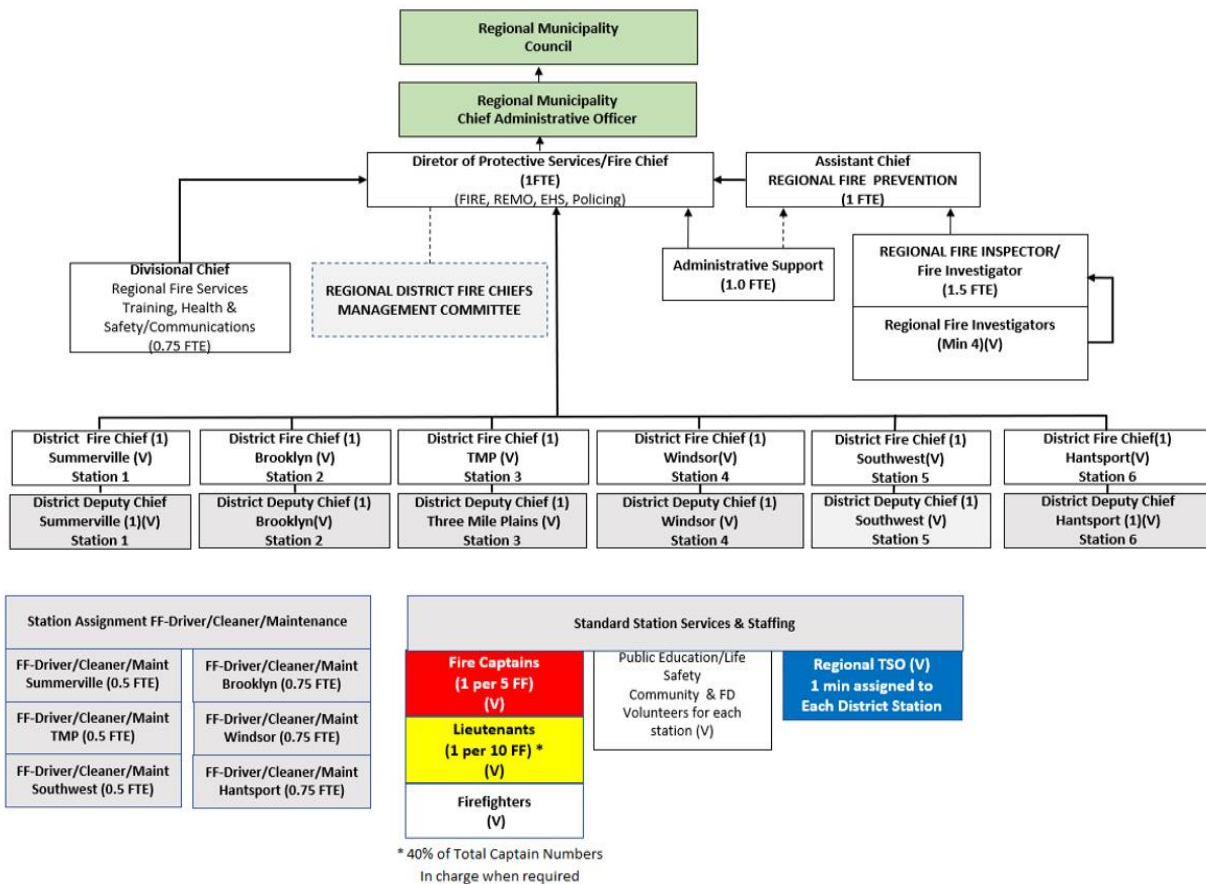 Regional Municipality
Council
Regional Municipality
Chief Administrative Officer
Diretor of Protective Services/Fire Chief
(1FTE)
(FIRE, REMO, EHS, Policing)
Assistant Chief
REGIONAL FIRE PREVENTION
(1 FTE)
Divisional Chief
Regional Fire Services
Training, Health &
Safety/Communications
(0.75 FTE)
REGIONAL DISTRICT FIRE CHIEFS
MANAGEMENT COMMITTEE
Administrative Support
(1.0 FTE)
REGIONAL FIRE INSPECTOR/
Fire Investigator
(1.5 FTE)
Regional Fire Investigators
(Min 4)(V)
District Fire Chief (1)
Summerville (V)
Station 1
District Fire Chief (1)
Brooklyn (V)
Station 2
District Fire Chief (1)
TMP (V)
Station 3
District Fire Chief (1)
Windsor(V)
Station 4
District Fire Chief (1)
Southwest(V)
Station 5
District Fire Chief(1)
Hantsport(V)
Station 6
District Deputy Chief
Summerville (1)(V)
Station 1
District Deputy Chief (1)
Brooklyn(V)
Station 2
District Deputy Chief (1)
Three Mile Plains (V)
Station 3
District Deputy Chief (1)
Windsor (V)
Station 4
District Deputy Chief (1)
Southwest (V)
Station 5
District Deputy Chief
Hantsport (1)(V)
Station 6
Station Assignment FF-Driver/Cleaner/Maintenance
FF-Driver/Cleaner/Maint
Summerville (0.5 FTE)
FF-Driver/Cleaner/Maint
Brooklyn (0.75 FTE)
FF-Driver/Cleaner/Maint
TMP (0.5 FTE)
FF-Driver/Cleaner/Maint
Windsor (0.75 FTE)
FF-Driver/Cleaner/Maint
Southwest (0.5 FTE)
FF-Driver/Cleaner/Maint
Hantsport (0.75 FTE)
Standard Station Services & Staffing
Fire Captains
(1 per 5 FF)
(V)
Lieutenants
(1 per 10 FF) *
(V)
Firefighters
(V)
* 40% of Total Captain Numbers
In charge when required
Public Education/Life
Safety
Community & FD
Volunteers for each
station (V)
Regional TSO (V)
1 min assigned to
Each District Station